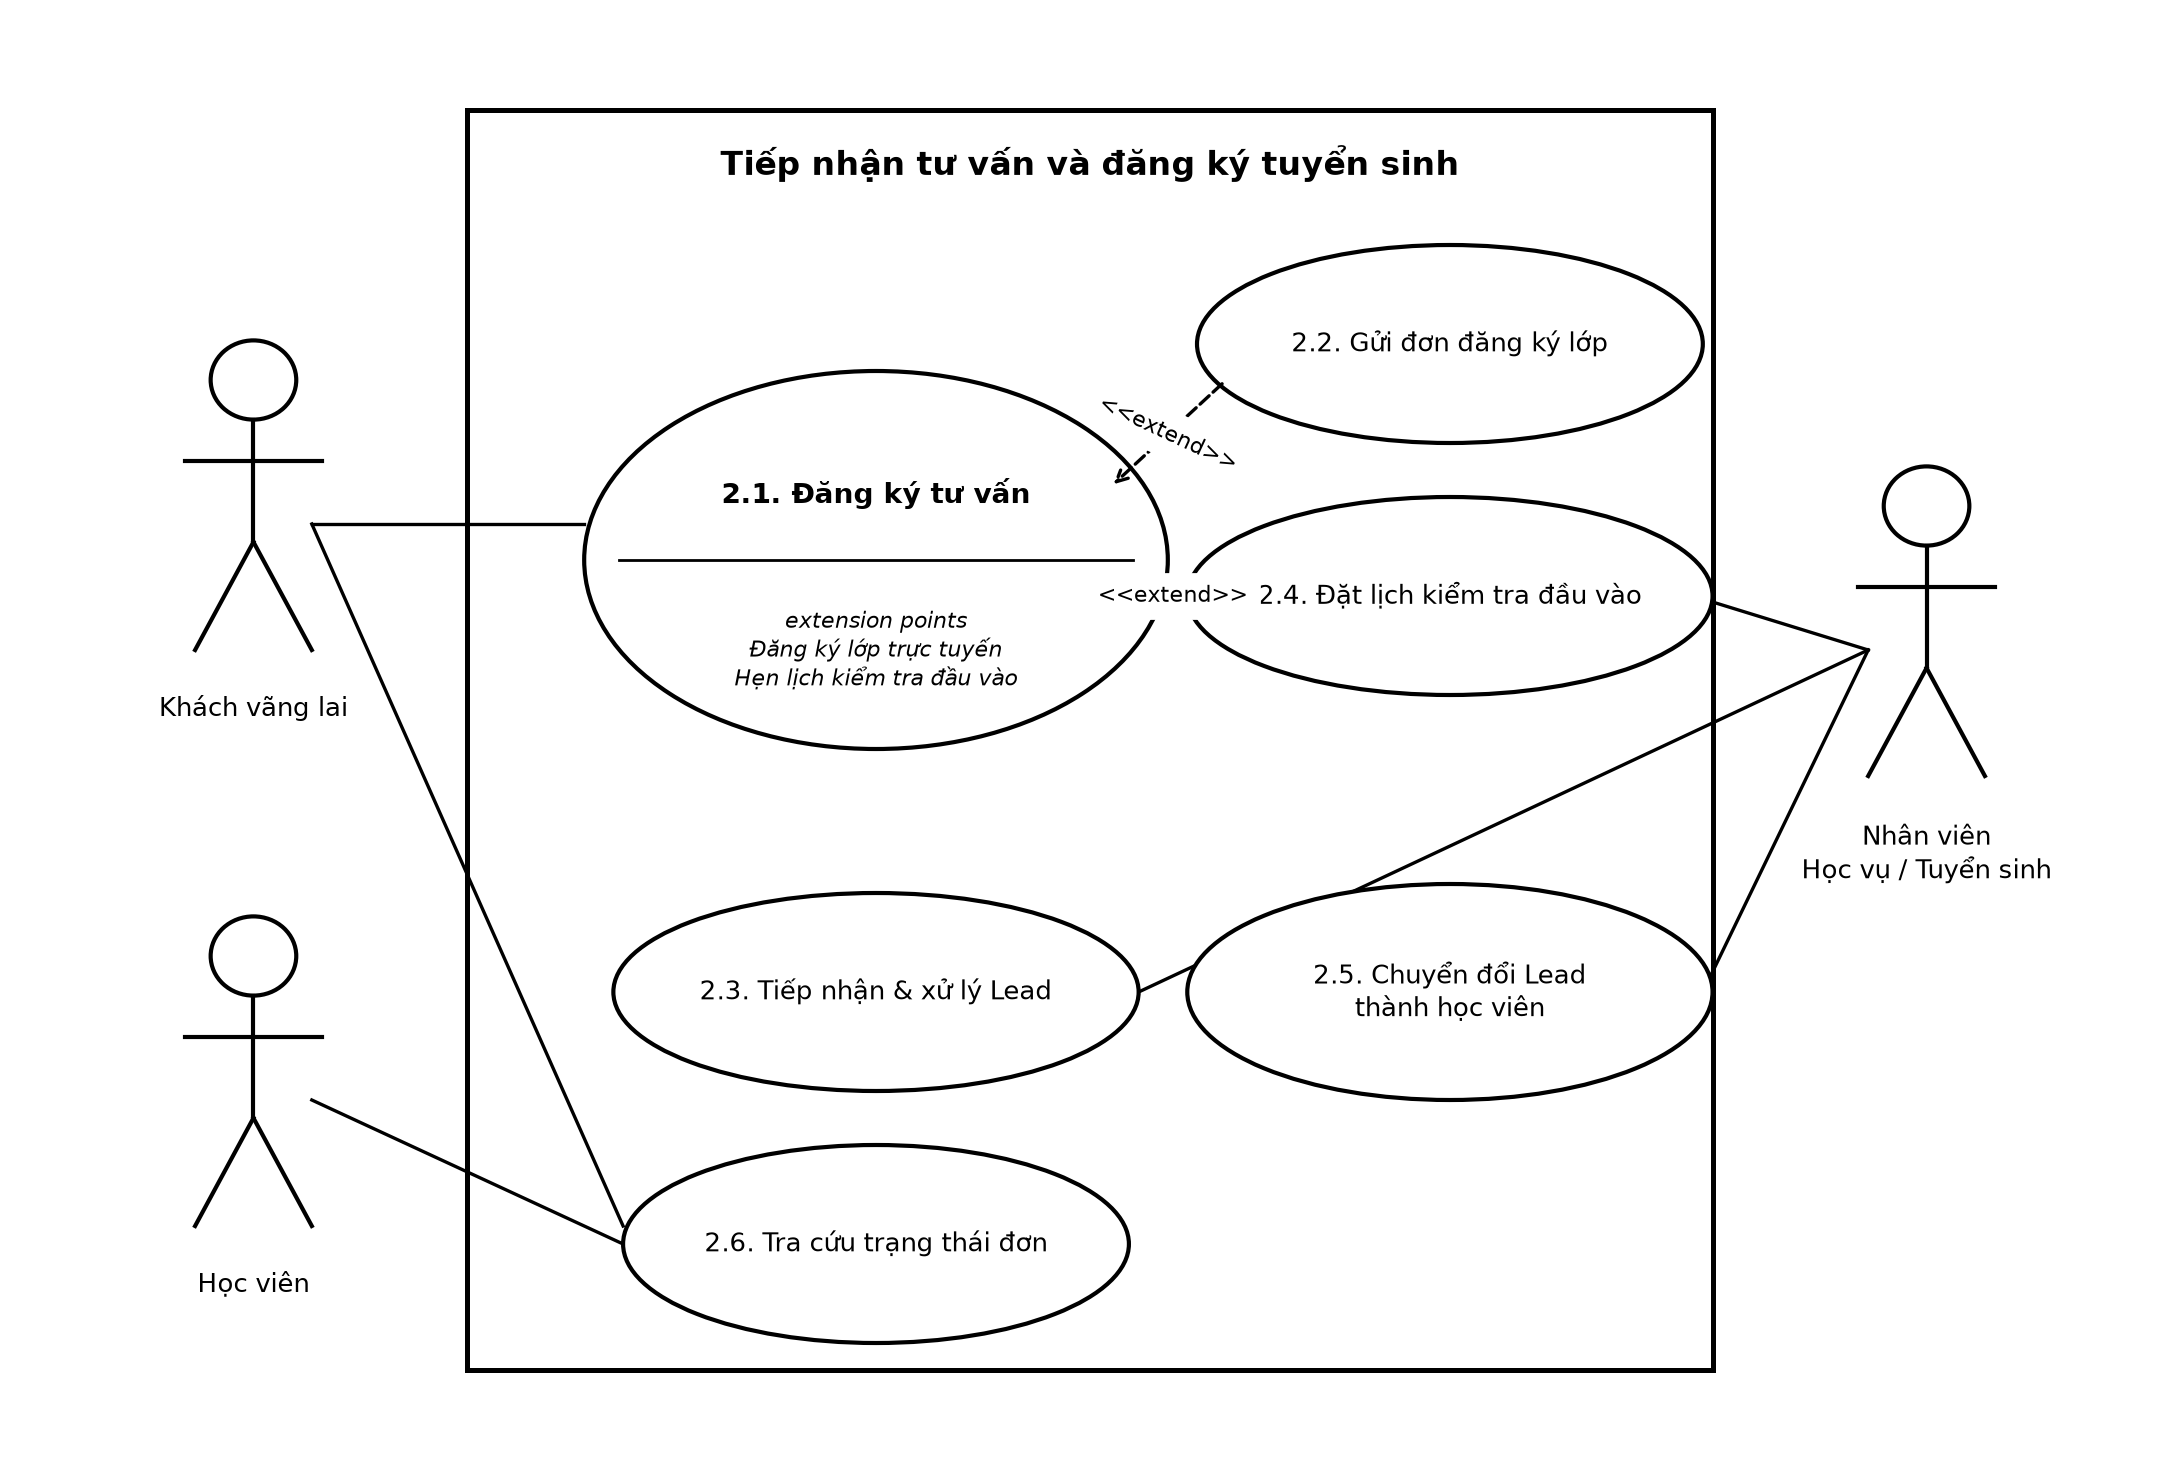 Tiếp nhận tư vấn và đăng ký tuyển sinh
2.2. Gửi đơn đăng ký lớp
<<extend>>
2.1. Đăng ký tư vấn
<<extend>>
2.4. Đặt lịch kiểm tra đầu vào
extension points
Đăng ký lớp trực tuyến
Hẹn lịch kiểm tra đầu vào
Khách vãng lai
Nhân viên
Học vụ / Tuyển sinh
2.3. Tiếp nhận & xử lý Lead
2.5. Chuyển đổi Lead
thành học viên
2.6. Tra cứu trạng thái đơn
Học viên